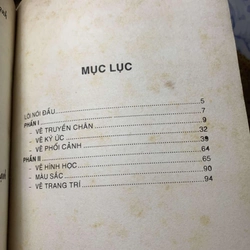 MỤC LỤC
LỜI NÓI ĐẦU 5
PHẦN I 7
- VẼ TRUYỀN CHÂN 9
- VẼ KÝ ỨC 32
- VẼ PHỐI CẢNH 39
PHẦN II 64
- VẼ HÌNH HỌC 65
- MÀU SẮC 90
- VẼ TRANG TRÍ 94